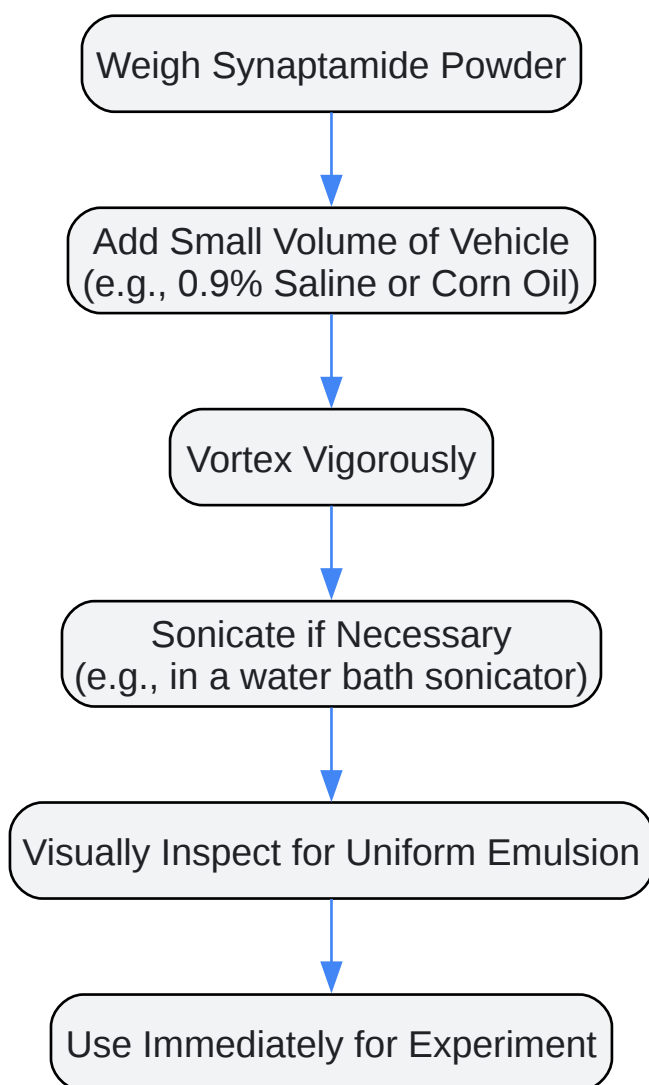 Weigh Synaptamide Powder
Add Small Volume of Vehicle
(e.g., 0.9% Saline or Corn Oil)
Vortex Vigorously
Sonicate if Necessary
(e.g., in a water bath sonicator)
Visually Inspect for Uniform Emulsion
Use Immediately for Experiment